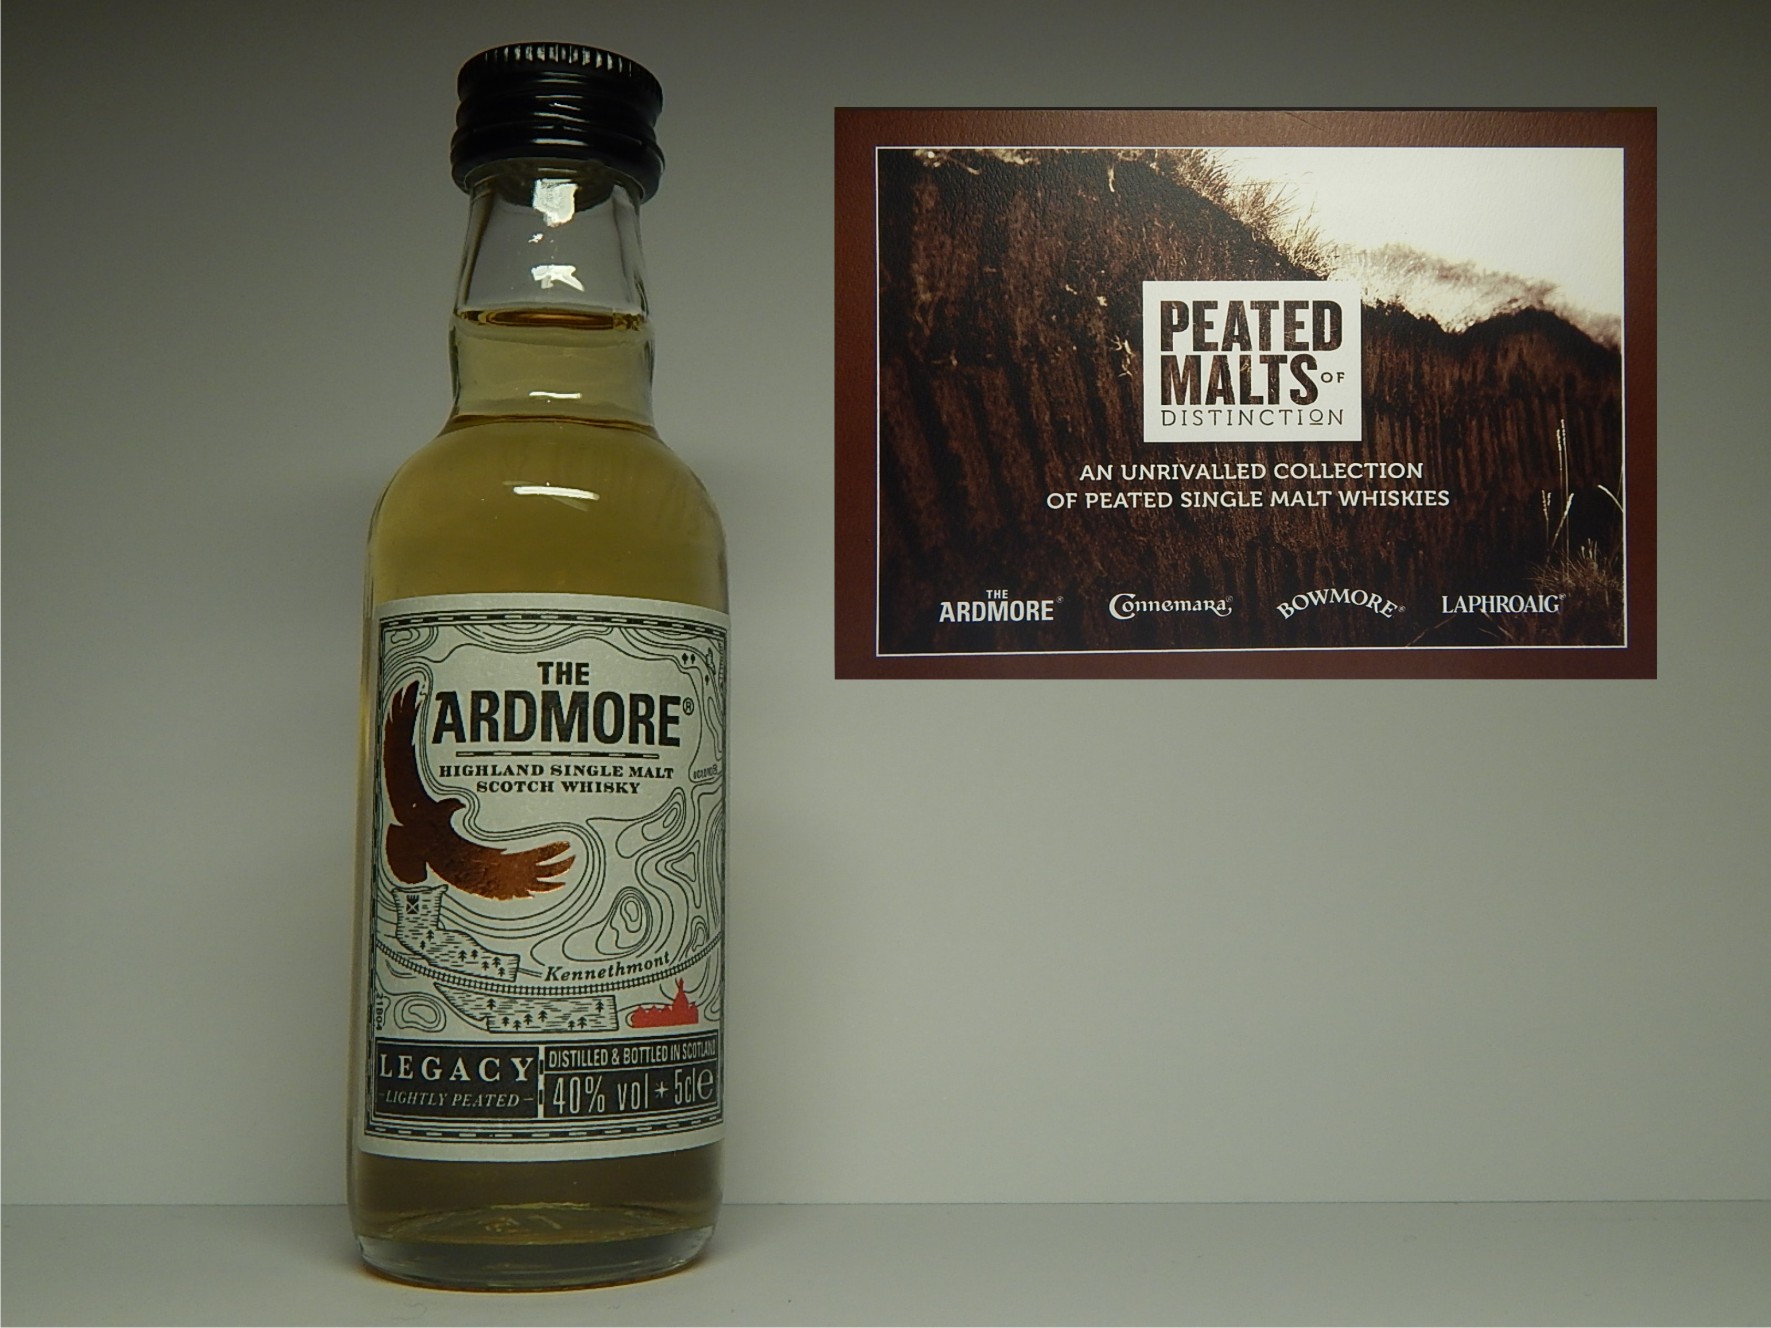 THE
ARDMORE®
HIGHLAND SINGLE MALT
SCOTCH WHISKY
Kennethmont
21B04
LEGACY
-LIGHTLY PEATED-
DISTILLED & BOTTLED IN SCOTLAND
40% vol * 5cl e
PEATED
MALTS OF
DISTINCTION
AN UNRIVALLED COLLECTION
OF PEATED SINGLE MALT WHISKIES
THE
ARDMORE®
Connemara®
BOWMORE®
LAPHROAIG®